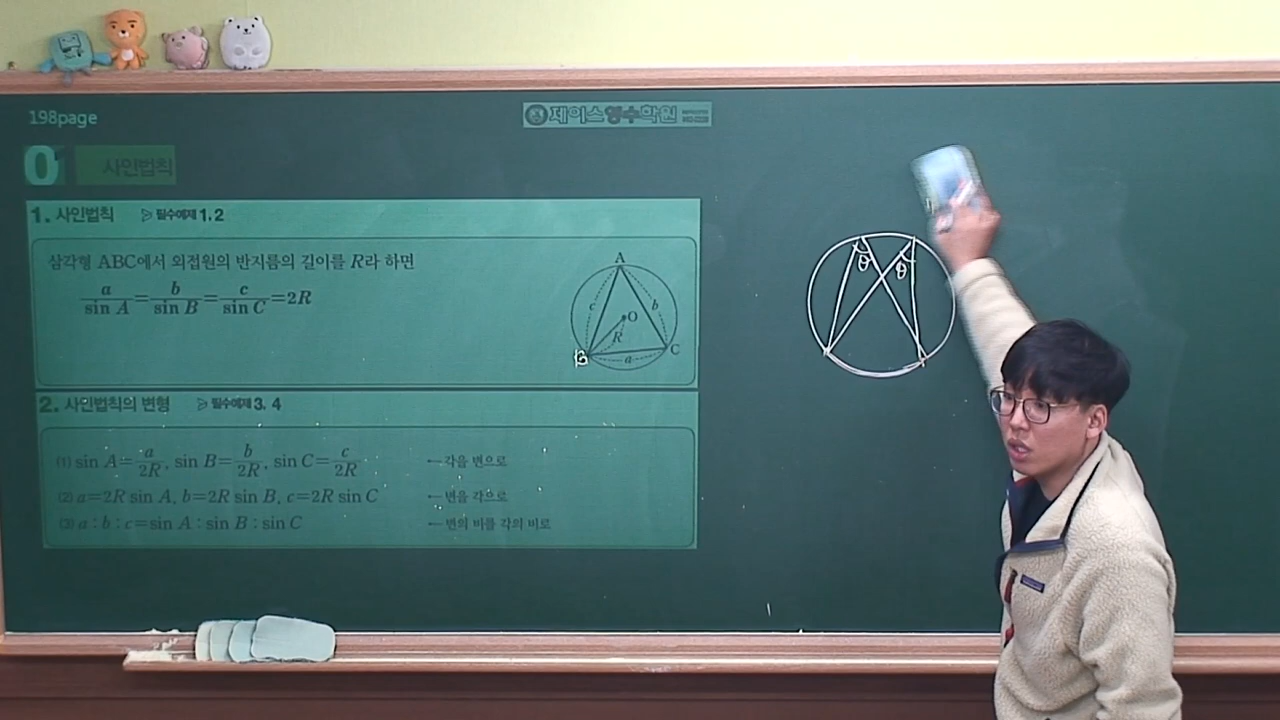 198page
제이스영수학원
0 사인법칙
1. 사인법칙 필수예제 1, 2
삼각형 ABC에서 외접원의 반지름의 길이를 R라 하면
a/sin A = b/sin B = c/sin C = 2R
A
c b
O
R
B C
a
θ θ
2. 사인법칙의 변형 필수예제 3, 4
(1) sin A = a/2R, sin B = b/2R, sin C = c/2R ← 각을 변으로
(2) a=2R sin A, b=2R sin B, c=2R sin C ← 변을 각으로
(3) a : b : c = sin A : sin B : sin C ← 변의 비를 각의 비로